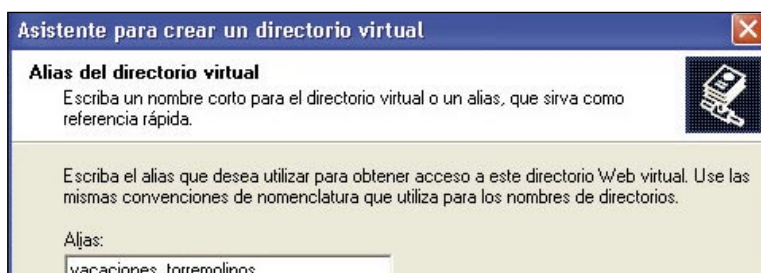 Asistente para crear un directorio virtual
Alias del directorio virtual
Escriba un nombre corto para el directorio virtual o un alias, que sirva como
referencia rápida.
Escriba el alias que desea utilizar para obtener acceso a este directorio Web virtual. Use las
mismas convenciones de nomenclatura que utiliza para los nombres de directorios.
Alias:
vacaciones_torremolinos